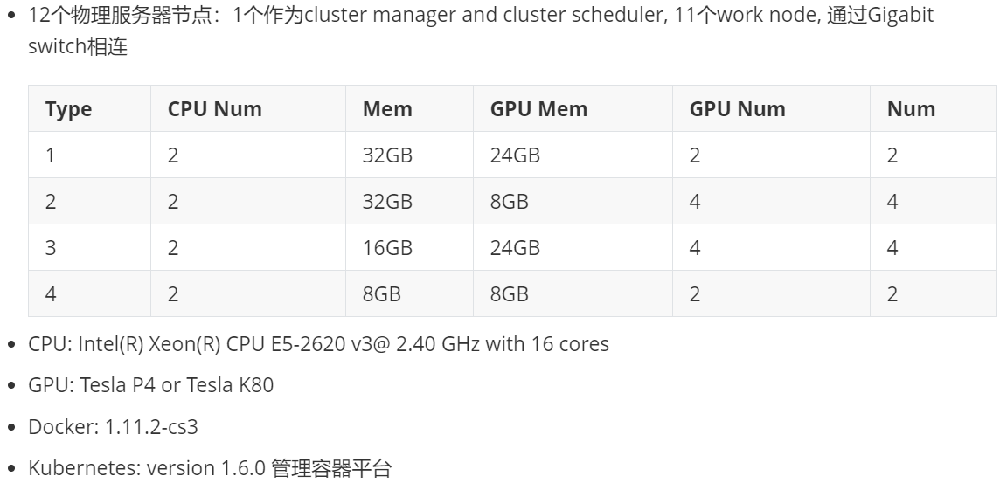 12个物理服务器节点：1个作为cluster manager and cluster scheduler, 11个work node, 通过Gigabit
switch相连
Type CPU Num Mem GPU Mem GPU Num Num
1 2 32GB 24GB 2 2
2 2 32GB 8GB 4 4
3 2 16GB 24GB 4 4
4 2 8GB 8GB 2 2
CPU: Intel(R) Xeon(R) CPU E5-2620 v3@ 2.40 GHz with 16 cores
GPU: Tesla P4 or Tesla K80
Docker: 1.11.2-cs3
Kubernetes: version 1.6.0 管理容器平台